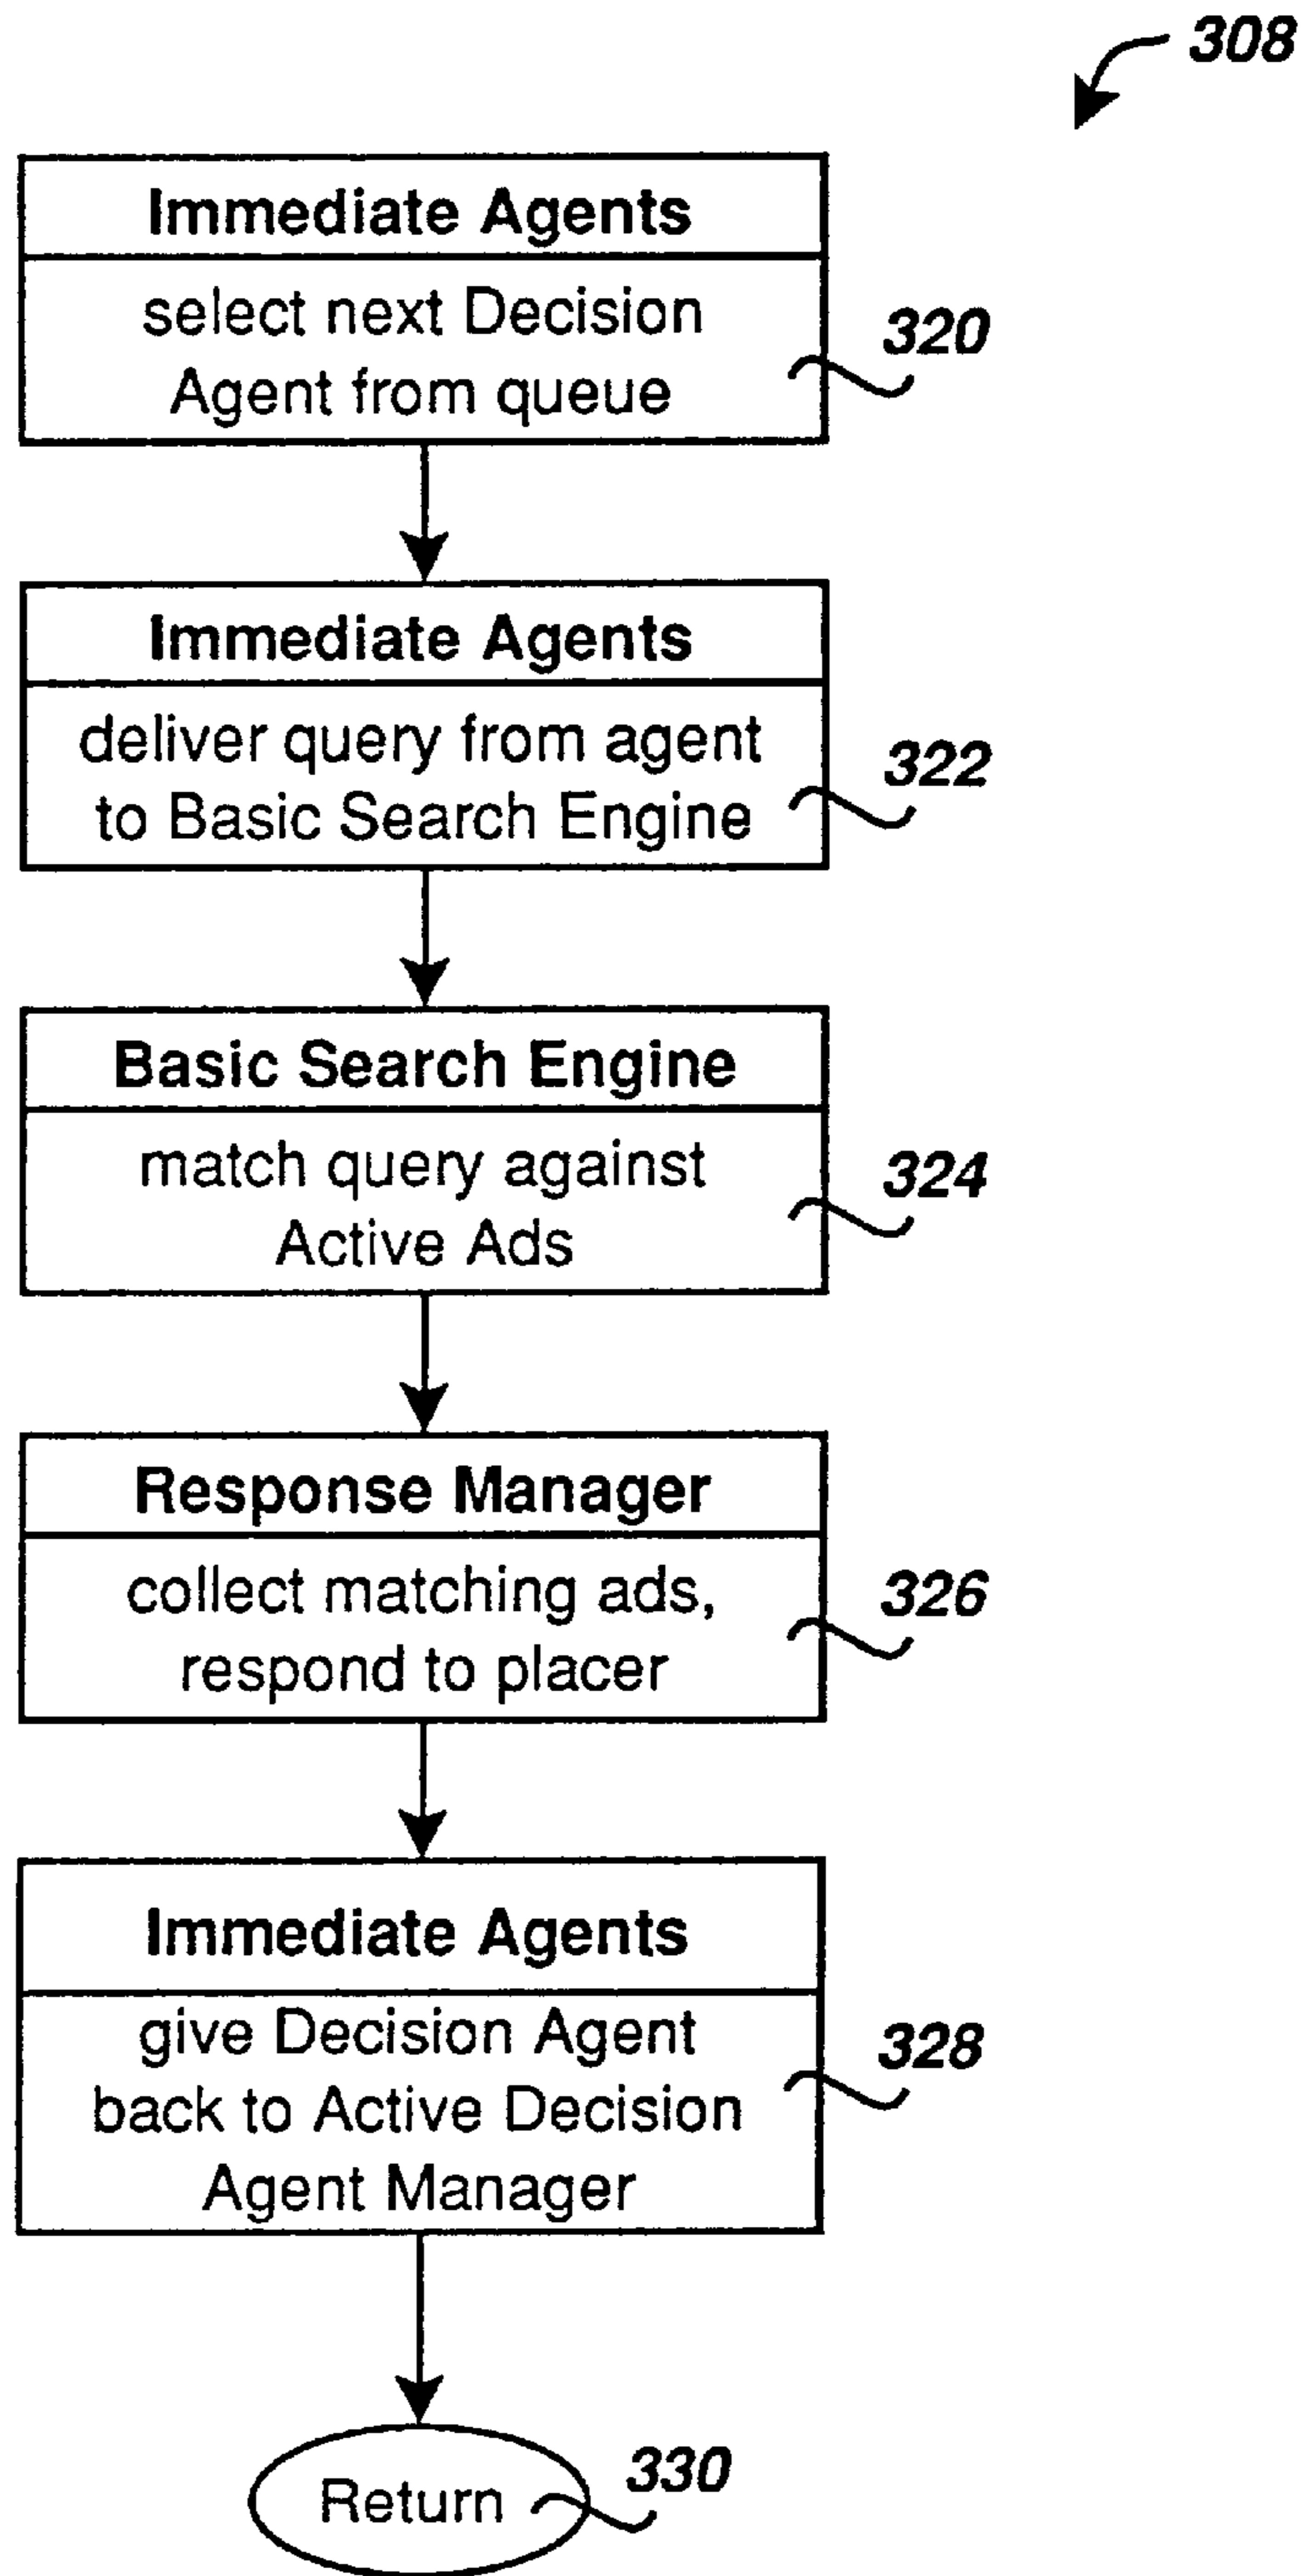 308
Immediate Agents
select next Decision
Agent from queue
320
Immediate Agents
deliver query from agent
to Basic Search Engine
322
Basic Search Engine
match query against
Active Ads
324
Response Manager
collect matching ads,
respond to placer
326
Immediate Agents
give Decision Agent
back to Active Decision
Agent Manager
328
Return
330